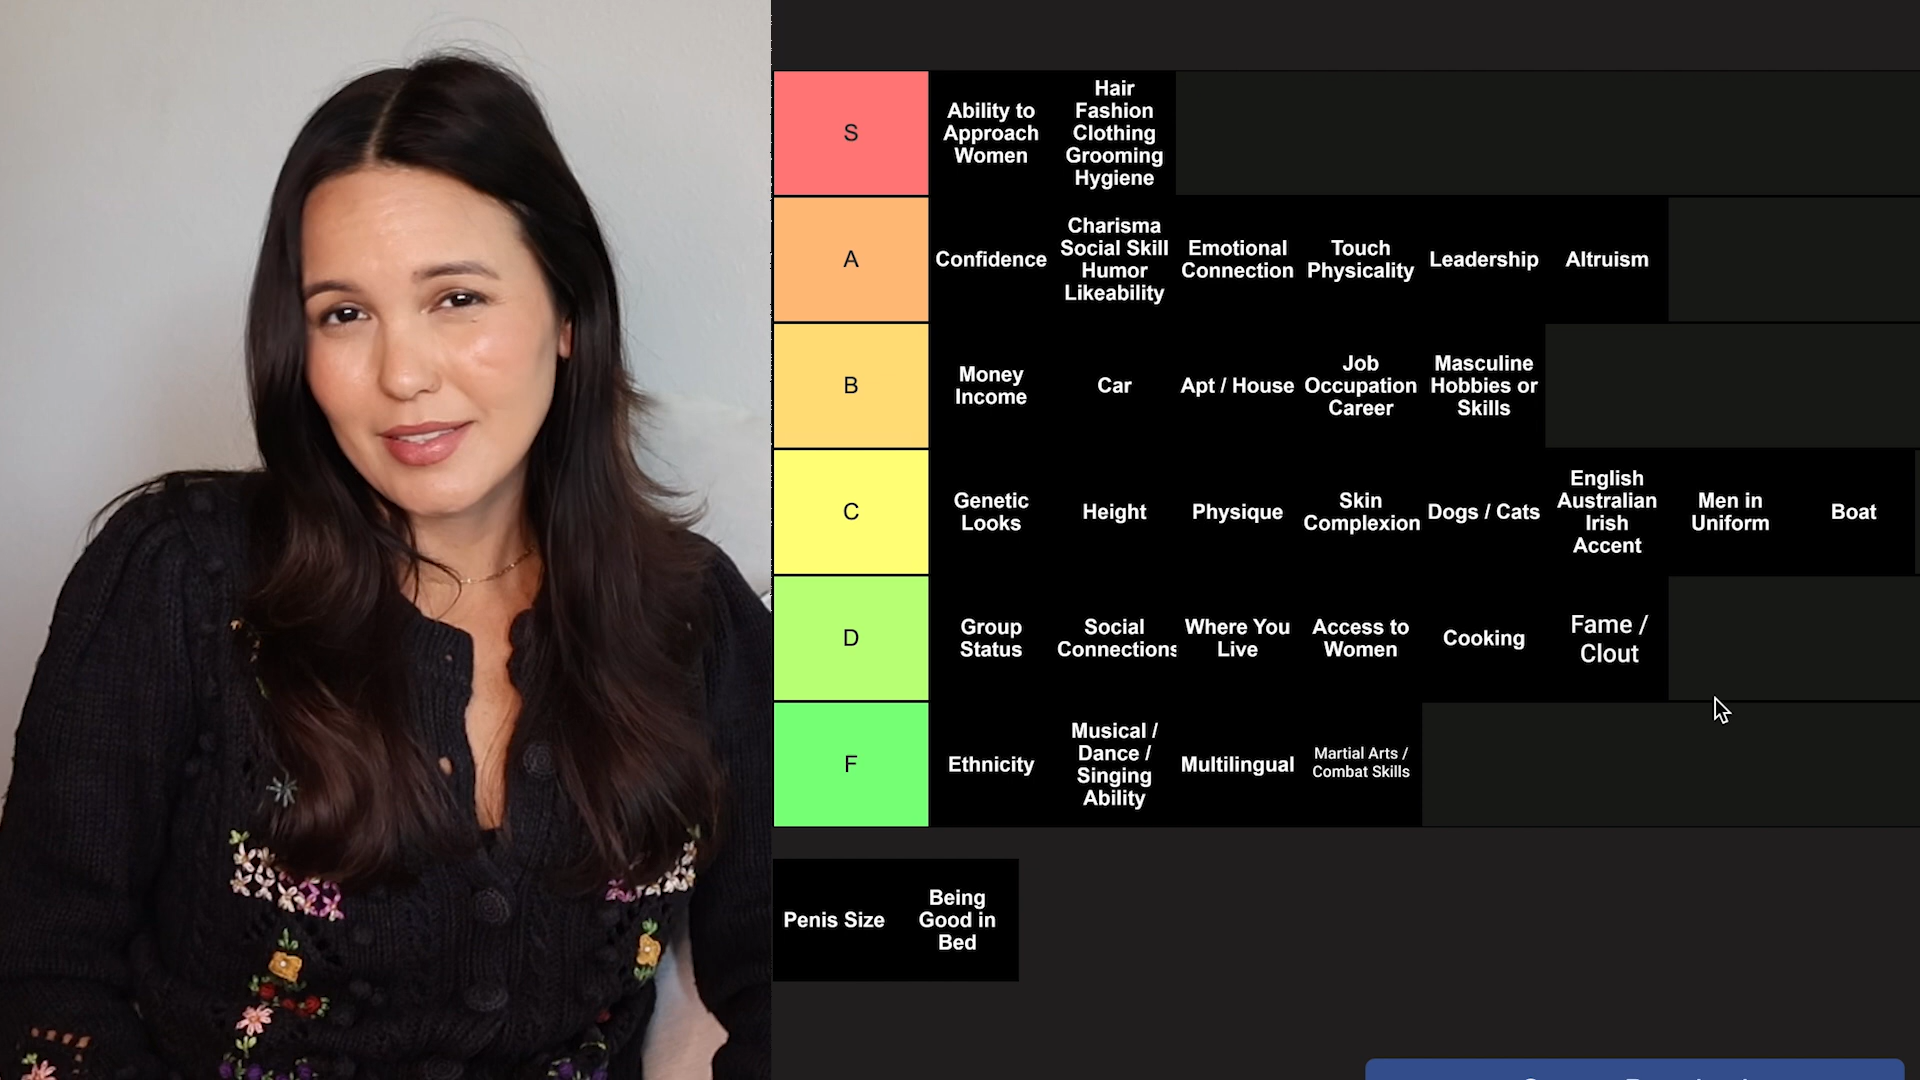 S
Ability to
Approach
Women
Hair
Fashion
Clothing
Grooming
Hygiene
A
Confidence
Charisma
Social Skill
Humor
Likeability
Emotional
Connection
Touch
Physicality
Leadership
Altruism
B
Money
Income
Car
Apt / House
Job
Occupation
Career
Masculine
Hobbies or
Skills
C
Genetic
Looks
Height
Physique
Skin
Complexion
Dogs / Cats
English
Australian
Irish
Accent
Men in
Uniform
Boat
D
Group
Status
Social
Connections
Where You
Live
Access to
Women
Cooking
Fame /
Clout
F
Ethnicity
Musical /
Dance /
Singing
Ability
Multilingual
Martial Arts /
Combat Skills
Penis Size
Being
Good in
Bed